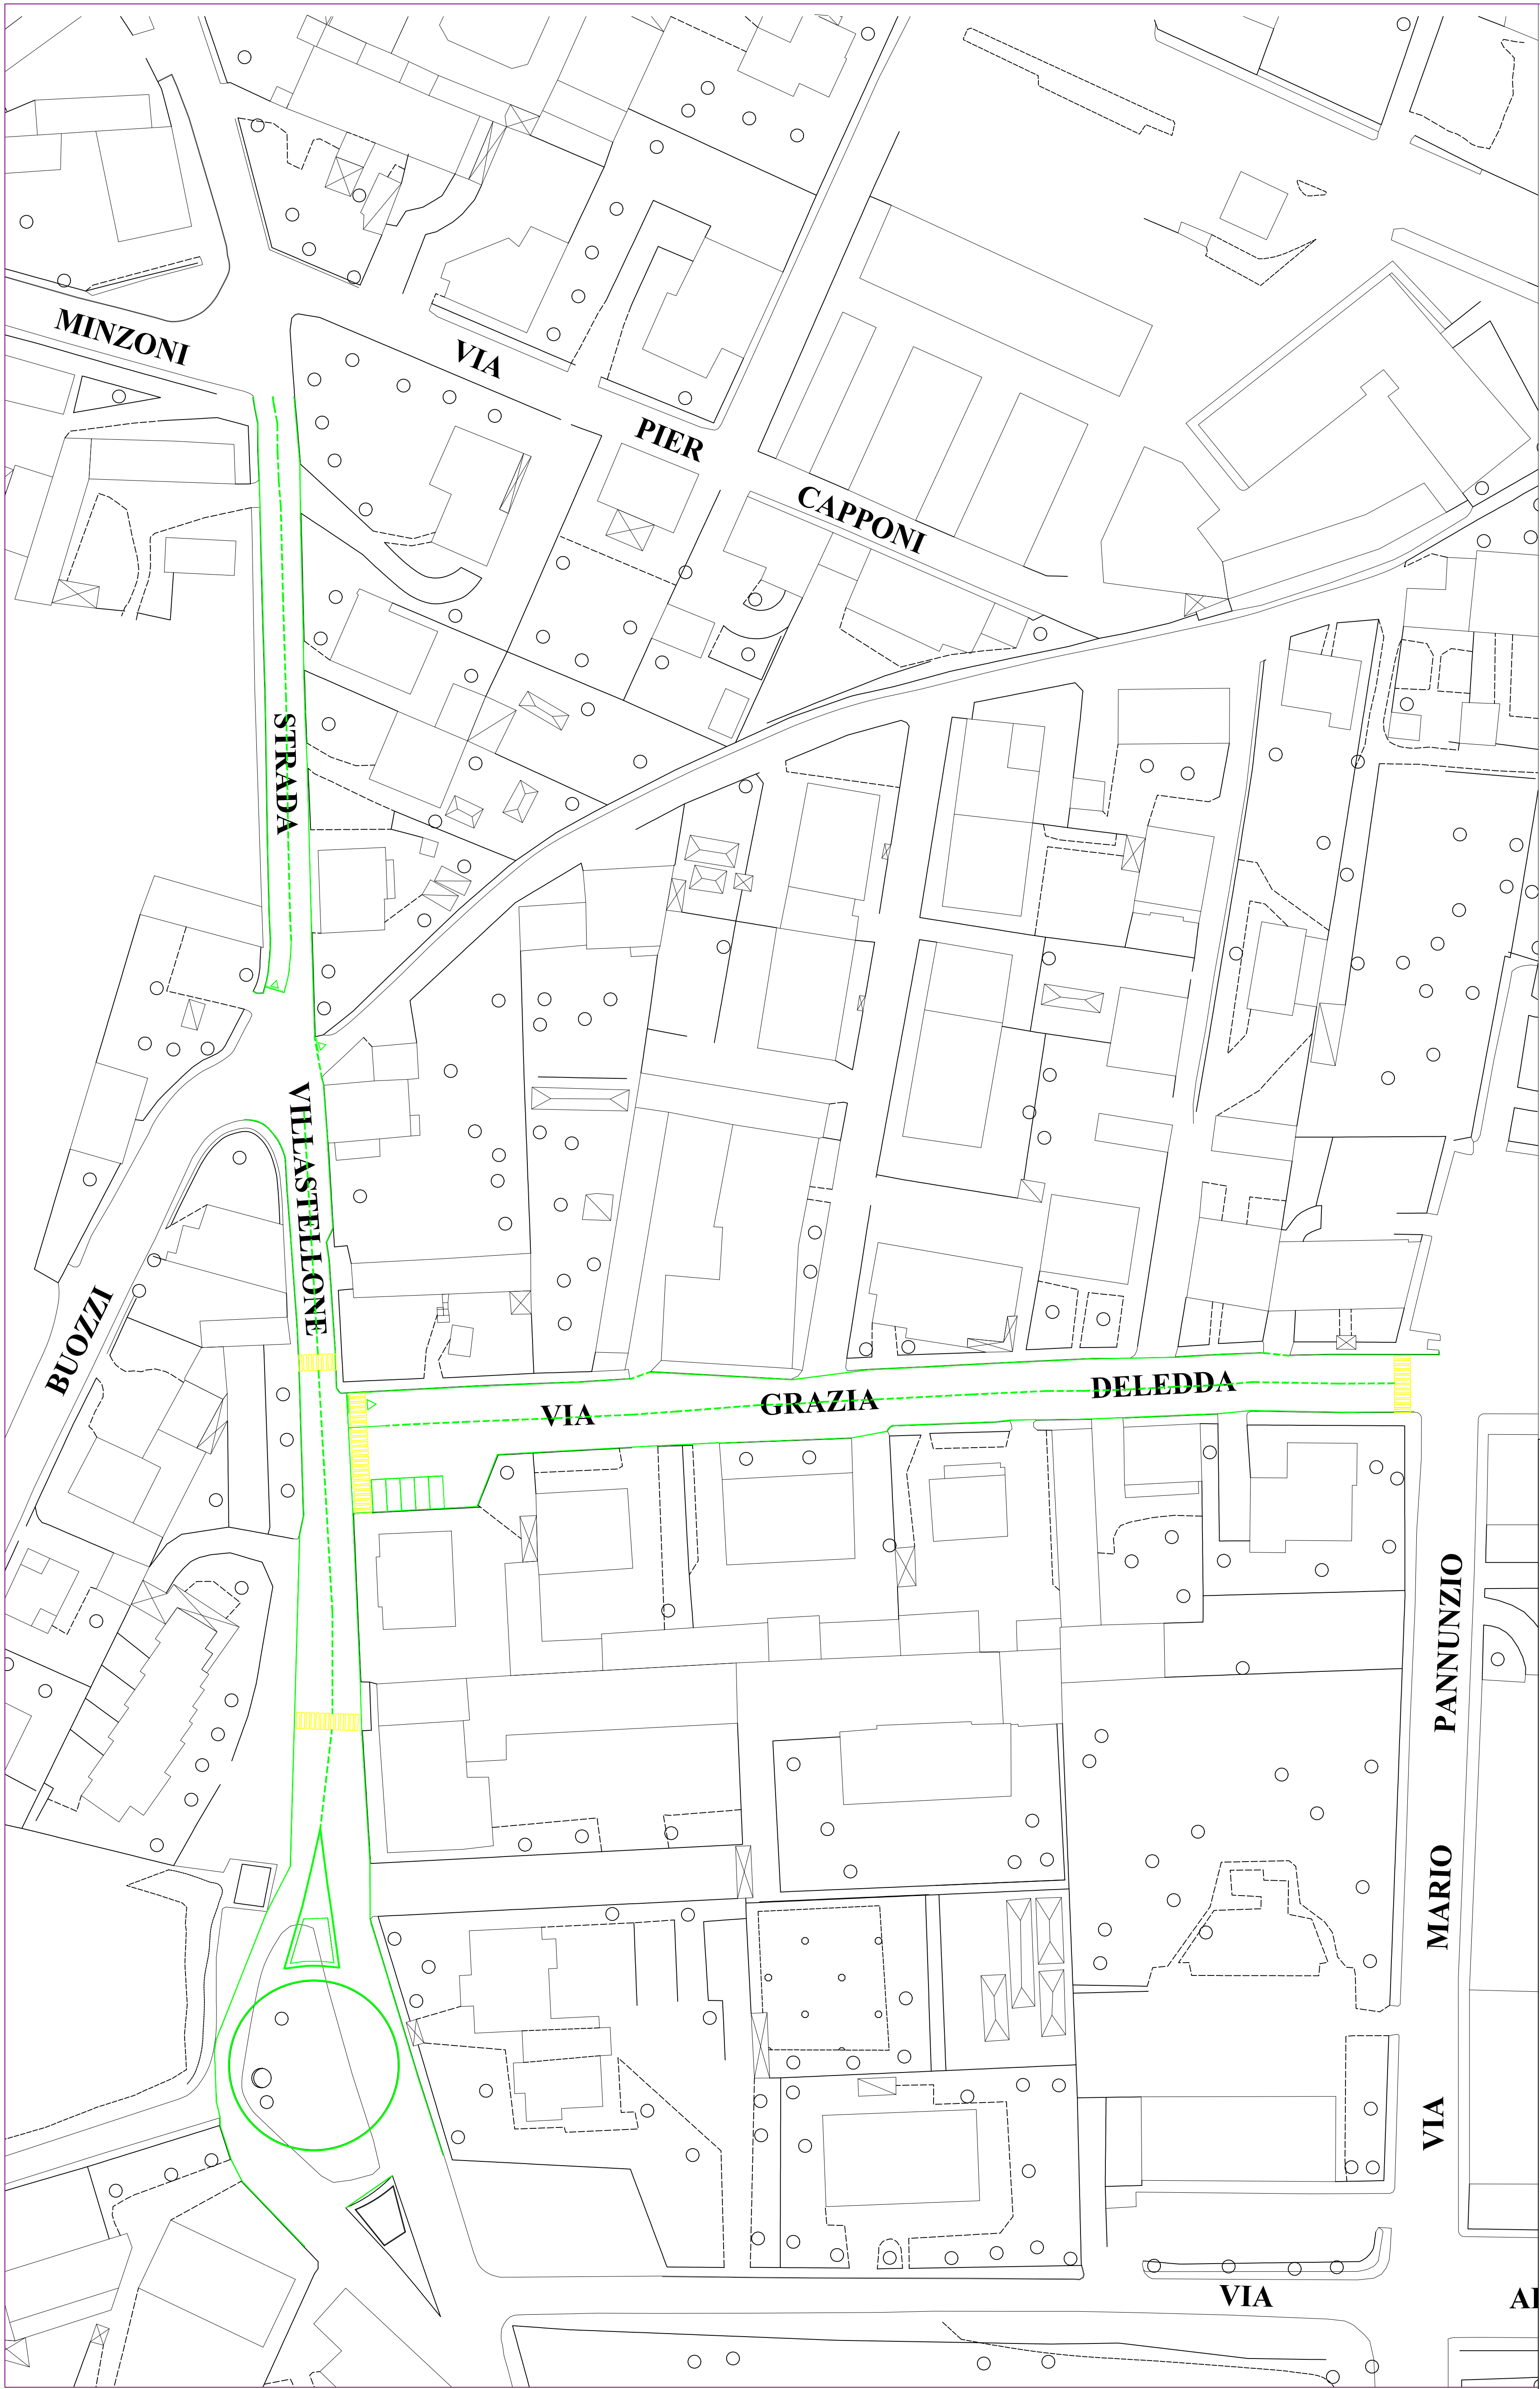 MINZONI
VIA
PIER
CAPPONI
STRADA
VILLASTELLONE
BUOZZI
VIA
GRAZIA
DELEDDA
PANNUNZIO
MARIO
VIA
VIA